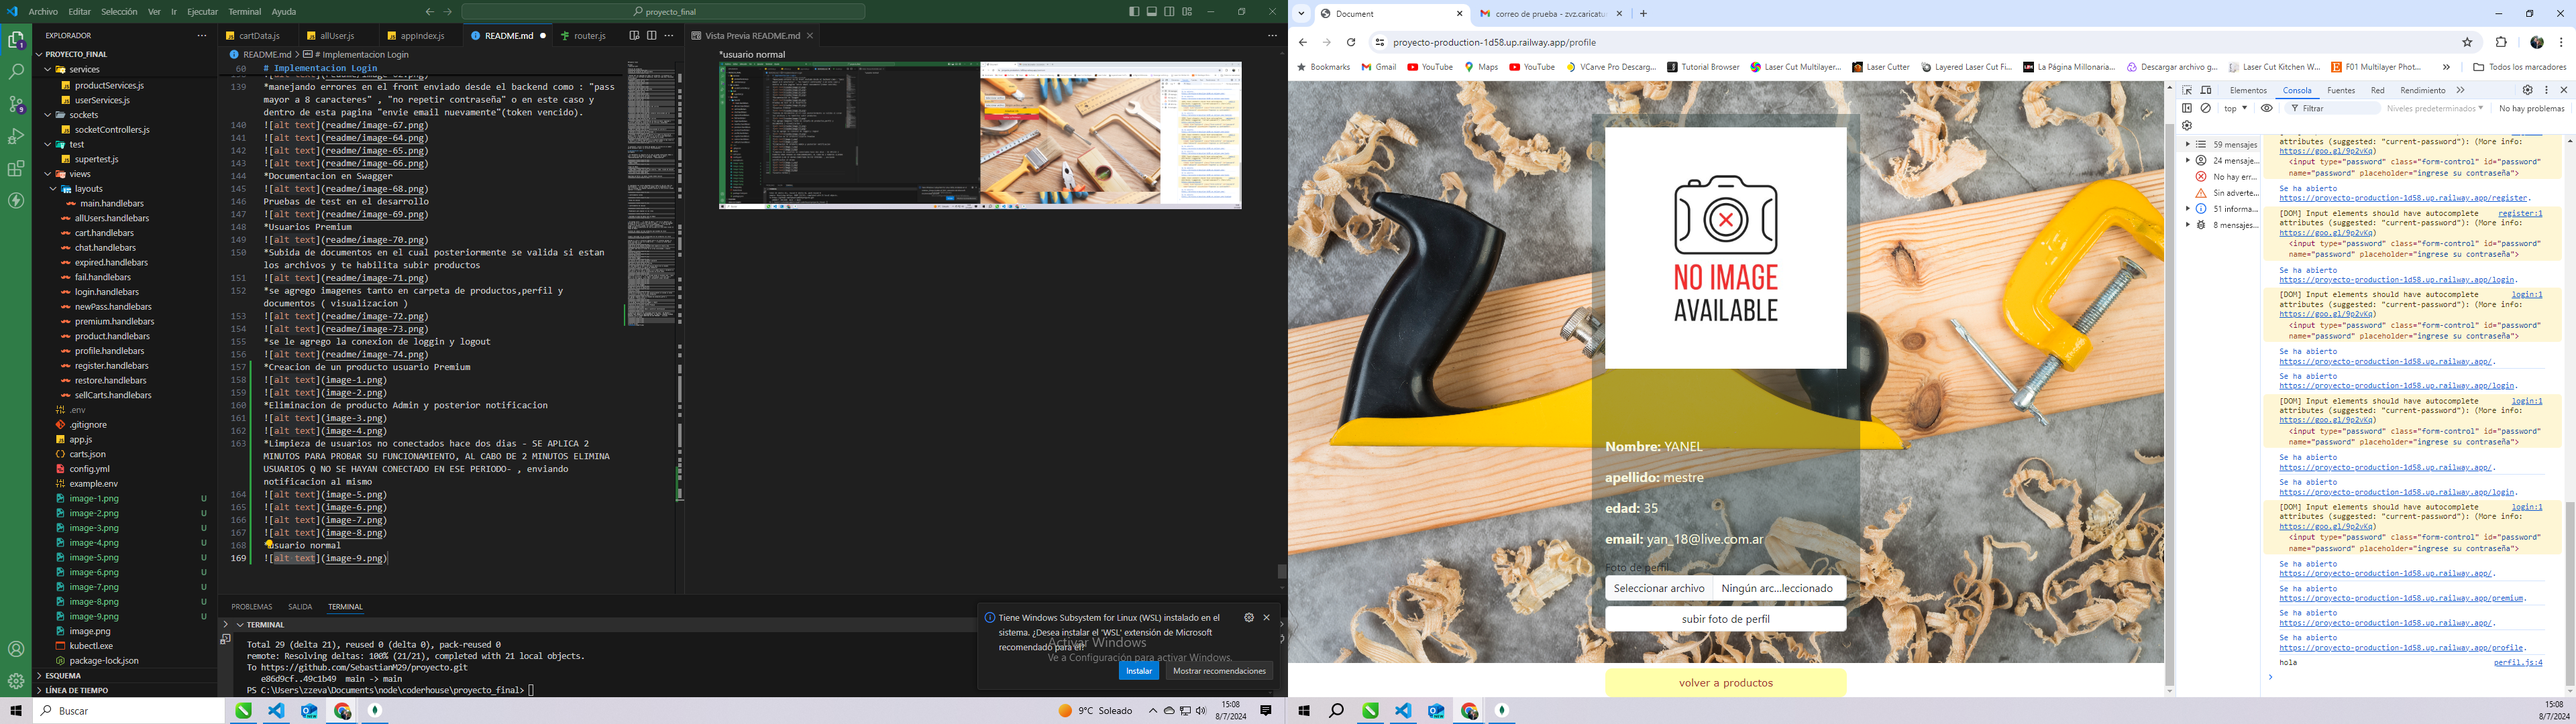 Archivo Editar Selección Ver Ir Ejecutar Terminal Ayuda
proyecto_final
EXPLORADOR
PROYECTO_FINAL
services
productServices.js
userServices.js
sockets
socketControllers.js
test
supertest.js
views
layouts
main.handlebars
allUsers.handlebars
cart.handlebars
chat.handlebars
expired.handlebars
fail.handlebars
login.handlebars
newPass.handlebars
premium.handlebars
product.handlebars
profile.handlebars
register.handlebars
restore.handlebars
sellCarts.handlebars
.env
.gitignore
app.js
carts.json
config.yml
example.env
image-1.png U
image-2.png U
image-3.png U
image-4.png U
image-5.png U
image-6.png U
image-7.png U
image-8.png U
image-9.png U
image.png
kubectl.exe
package-lock.json
ESQUEMA
LÍNEA DE TIEMPO
cartData.js allUser.js appIndex.js README.md router.js
README.md > # Implementacion Login
60 # Implementacion Login
139 *manejando errores en el front enviado desde el backend como : "pass
mayor a 8 caracteres" , "no repetir contraseña" o en este caso y
dentro de esta pagina "envie email nuevamente"(token vencido).
140 ![alt text](readme/image-67.png)
141 ![alt text](readme/image-64.png)
142 ![alt text](readme/image-65.png)
143 ![alt text](readme/image-66.png)
144 *Documentacion en Swagger
145 ![alt text](readme/image-68.png)
146 Pruebas de test en el desarrollo
147 ![alt text](readme/image-69.png)
148 *Usuarios Premium
149 ![alt text](readme/image-70.png)
150 *Subida de documentos en el cual posteriormente se valida si estan
los archivos y te habilita subir productos
151 ![alt text](readme/image-71.png)
152 *se agrego imagenes tanto en carpeta de productos,perfil y
documentos ( visualizacion )
153 ![alt text](readme/image-72.png)
154 ![alt text](readme/image-73.png)
155 *se le agrego la conexion de loggin y logout
156 ![alt text](readme/image-74.png)
157 *Creacion de un producto usuario Premium
158 ![alt text](image-1.png)
159 ![alt text](image-2.png)
160 *Eliminacion de producto Admin y posterior notificacion
161 ![alt text](image-3.png)
162 ![alt text](image-4.png)
163 *Limpieza de usuarios no conectados hace dos dias - SE APLICA 2
MINUTOS PARA PROBAR SU FUNCIONAMIENTO, AL CABO DE 2 MINUTOS ELIMINA
USUARIOS Q NO SE HAYAN CONECTADO EN ESE PERIODO- , enviando
notificacion al mismo
164 ![alt text](image-5.png)
165 ![alt text](image-6.png)
166 ![alt text](image-7.png)
167 ![alt text](image-8.png)
168 *usuario normal
169 ![alt text](image-9.png)
PROBLEMAS SALIDA TERMINAL
TERMINAL
Total 29 (delta 21), reused 0 (delta 0), pack-reused 0
remote: Resolving deltas: 100% (21/21), completed with 21 local objects.
To https://github.com/SebastianM29/proyecto.git
e86d9cf..49c1b49 main -> main
PS C:\Users\zzeva\Documents\node\coderhouse\proyecto_final>
Vista Previa README.md
*usuario normal
Tiene Windows Subsystem for Linux (WSL) instalado en el
sistema. ¿Desea instalar el 'WSL' extensión de Microsoft
recomendado para él?
Activar Windows
Ve a Configuración para activar Windows.
Instalar Mostrar recomendaciones
Buscar
9°C Soleado
15:08
8/7/2024
Document
correo de prueba - zvz.caricatu
proyecto-production-1d58.up.railway.app/profile
Bookmarks Gmail YouTube Maps YouTube VCarve Pro Descarg... Tutorial Browser Laser Cut Multilayer... Laser Cutter Layered Laser Cut Fi... La Página Millonaria... Descargar archivo g... Laser Cut Kitchen W... F01 Multilayer Phot... Todos los marcadores
NO IMAGE
AVAILABLE
Nombre: YANEL
apellido: mestre
edad: 35
email: yan_18@live.com.ar
Foto de perfil
Seleccionar archivo Ningún arc...leccionado
subir foto de perfil
volver a productos
Elementos Consola Fuentes Red Rendimiento
top Filtrar Niveles predeterminados No hay problemas
59 mensajes
24 mensaje...
No hay err...
Sin adverte...
51 informa...
8 mensajes...
attributes (suggested: "current-password"): (More info:
https://goo.gl/9p2vKq)
<input type="password" class="form-control" id="password"
name="password" placeholder="ingrese su contraseña">
Se ha abierto
https://proyecto-production-1d58.up.railway.app/register.
[DOM] Input elements should have autocomplete register:1
attributes (suggested: "current-password"): (More info:
https://goo.gl/9p2vKq)
<input type="password" class="form-control" id="password"
name="password" placeholder="ingrese su contraseña">
Se ha abierto
https://proyecto-production-1d58.up.railway.app/login.
[DOM] Input elements should have autocomplete login:1
attributes (suggested: "current-password"): (More info:
https://goo.gl/9p2vKq)
<input type="password" class="form-control" id="password"
name="password" placeholder="ingrese su contraseña">
Se ha abierto
https://proyecto-production-1d58.up.railway.app/.
Se ha abierto
https://proyecto-production-1d58.up.railway.app/login.
[DOM] Input elements should have autocomplete login:1
attributes (suggested: "current-password"): (More info:
https://goo.gl/9p2vKq)
<input type="password" class="form-control" id="password"
name="password" placeholder="ingrese su contraseña">
Se ha abierto
https://proyecto-production-1d58.up.railway.app/.
Se ha abierto
https://proyecto-production-1d58.up.railway.app/login.
[DOM] Input elements should have autocomplete login:1
attributes (suggested: "current-password"): (More info:
https://goo.gl/9p2vKq)
<input type="password" class="form-control" id="password"
name="password" placeholder="ingrese su contraseña">
Se ha abierto
https://proyecto-production-1d58.up.railway.app/.
Se ha abierto
https://proyecto-production-1d58.up.railway.app/premium.
Se ha abierto
https://proyecto-production-1d58.up.railway.app/.
Se ha abierto
https://proyecto-production-1d58.up.railway.app/profile.
hola perfil.js:4
15:08
8/7/2024